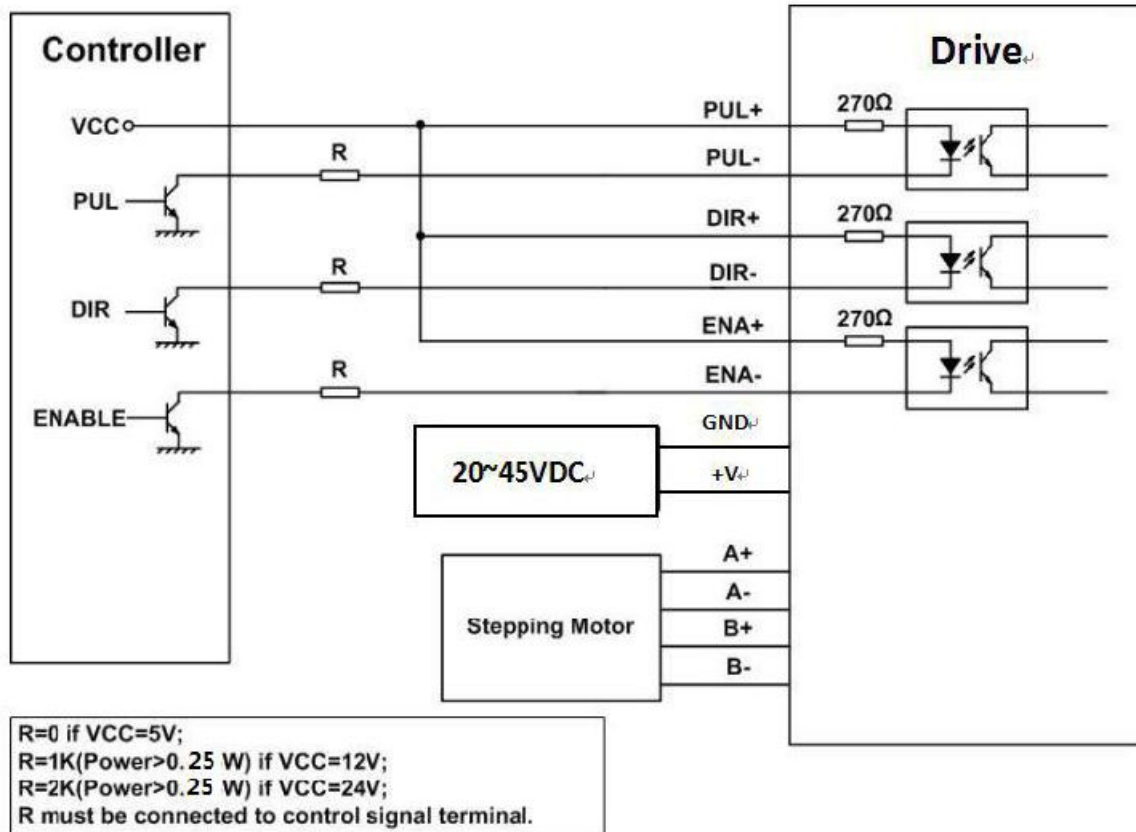 Controller
Drive
VCC
PUL
DIR
ENABLE
R
R
R
PUL+
PUL-
DIR+
DIR-
ENA+
ENA-
GND
+V
270Ω
270Ω
270Ω
20~45VDC
Stepping Motor
A+
A-
B+
B-
R=0 if VCC=5V;
R=1K(Power>0.25 W) if VCC=12V;
R=2K(Power>0.25 W) if VCC=24V;
R must be connected to control signal terminal.